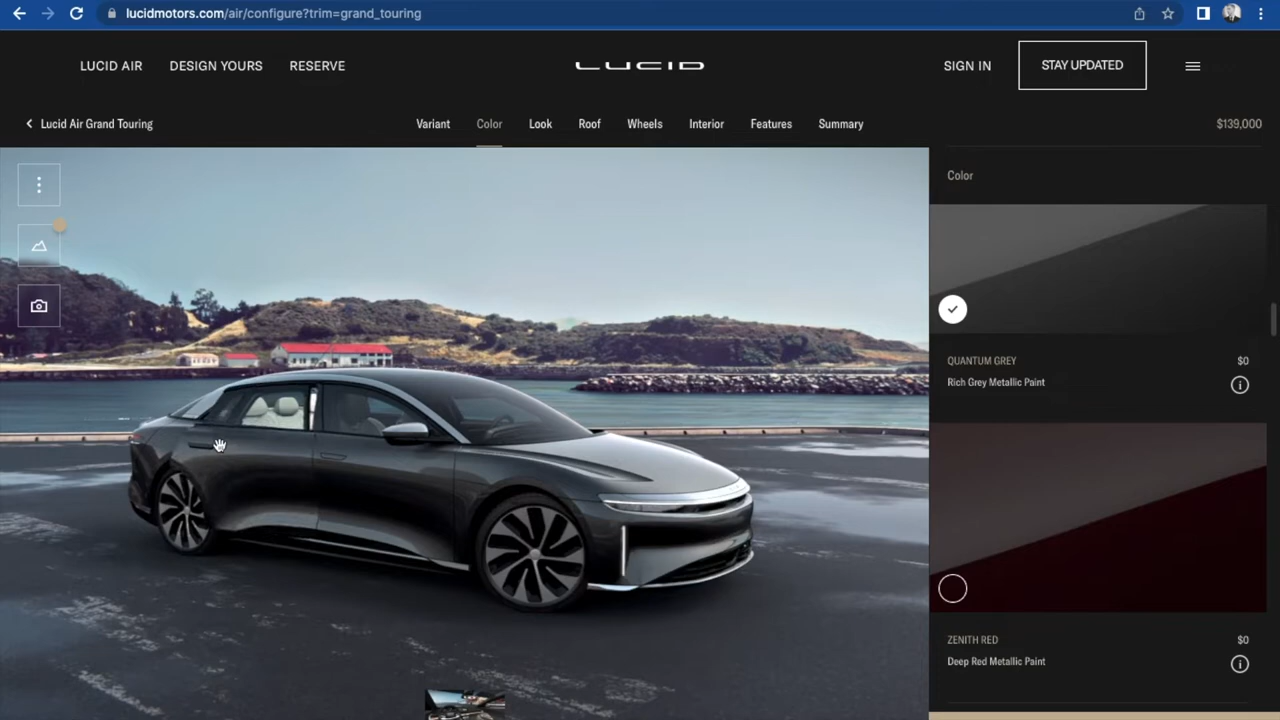 lucidmotors.com/air/configure?trim=grand_touring
LUCID AIR DESIGN YOURS RESERVE LUCID SIGN IN STAY UPDATED
Lucid Air Grand Touring Variant Color Look Roof Wheels Interior Features Summary $139,000
Color
QUANTUM GREY $0
Rich Grey Metallic Paint
ZENITH RED $0
Deep Red Metallic Paint